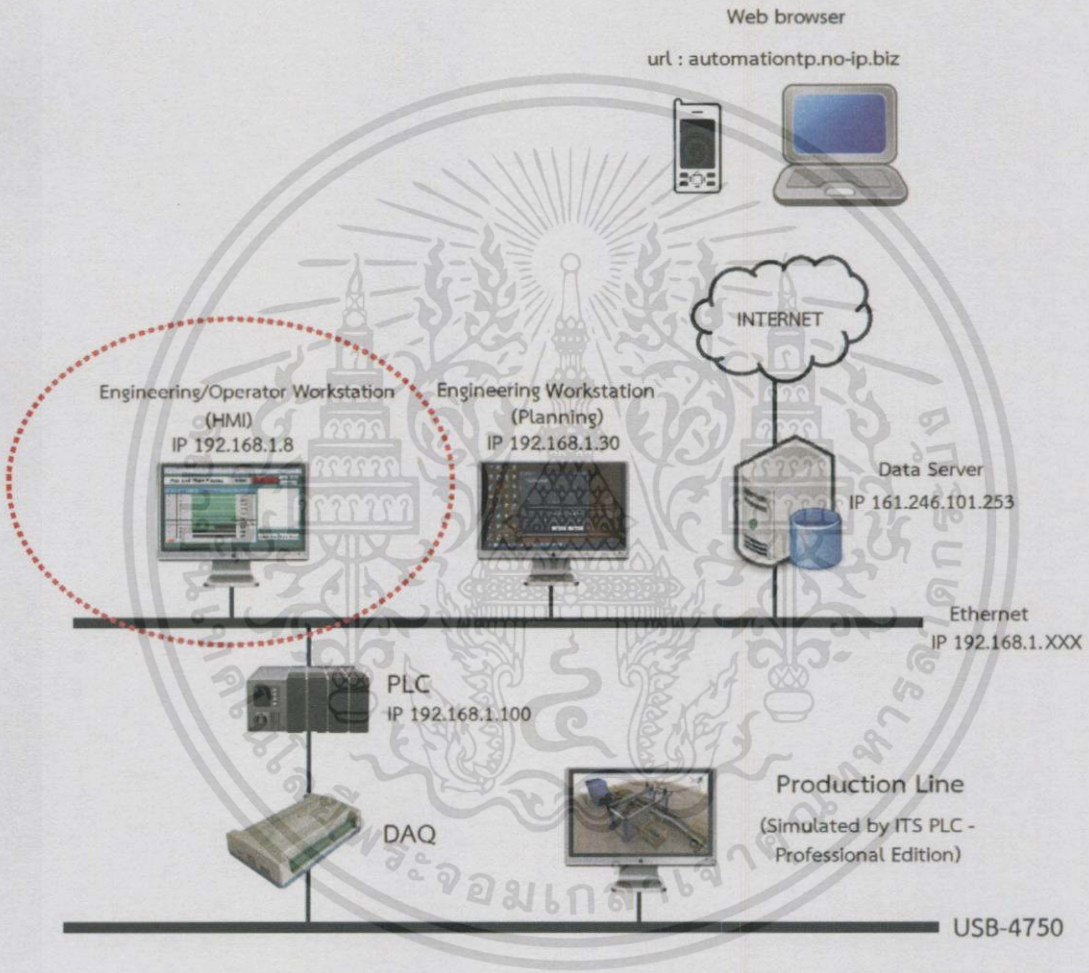 Web browser
url : automationtp.no-ip.biz
INTERNET
Engineering/Operator Workstation
(HMI)
IP 192.168.1.8
Engineering Workstation
(Planning)
IP 192.168.1.30
Data Server
IP 161.246.101.253
Ethernet
IP 192.168.1.XXX
PLC
IP 192.168.1.100
DAQ
Production Line
(Simulated by ITS PLC -
Professional Edition)
USB-4750